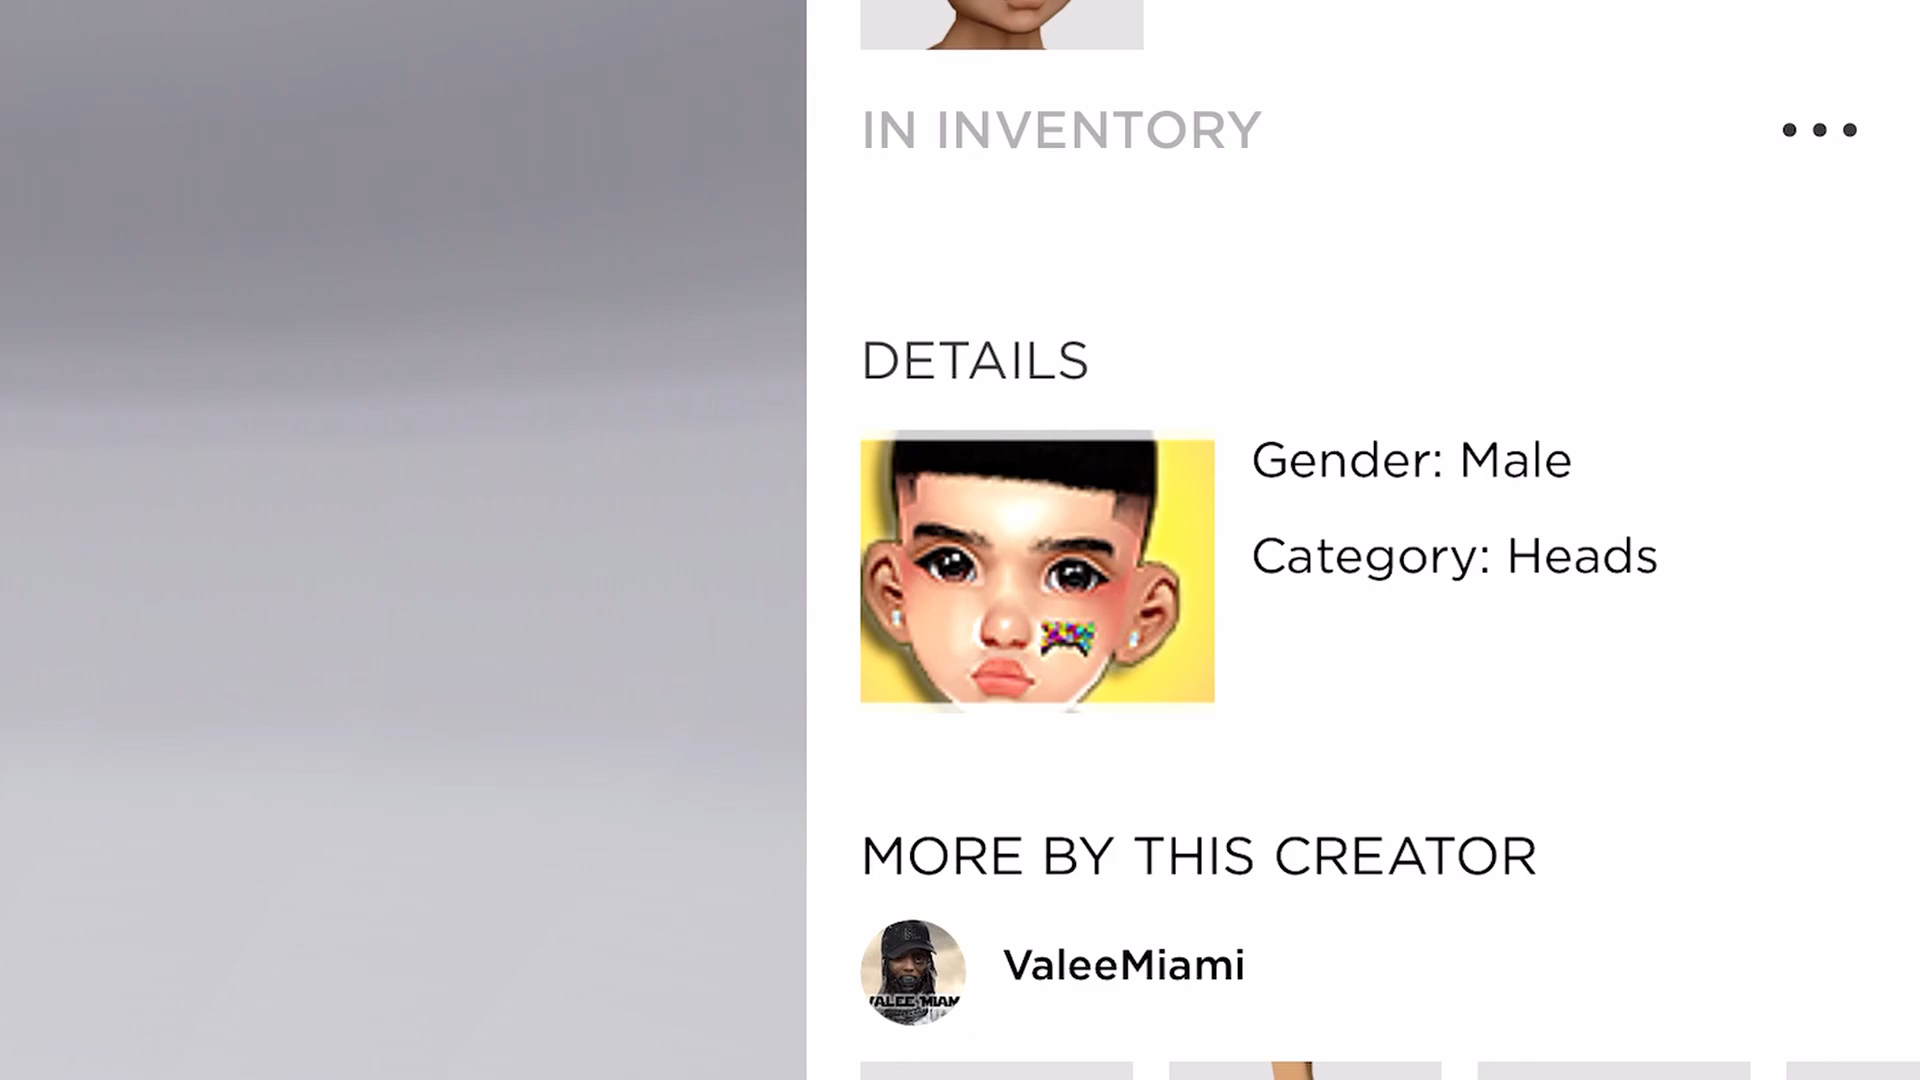 IN INVENTORY
DETAILS
Gender: Male
Category: Heads
MORE BY THIS CREATOR
ValeeMiami